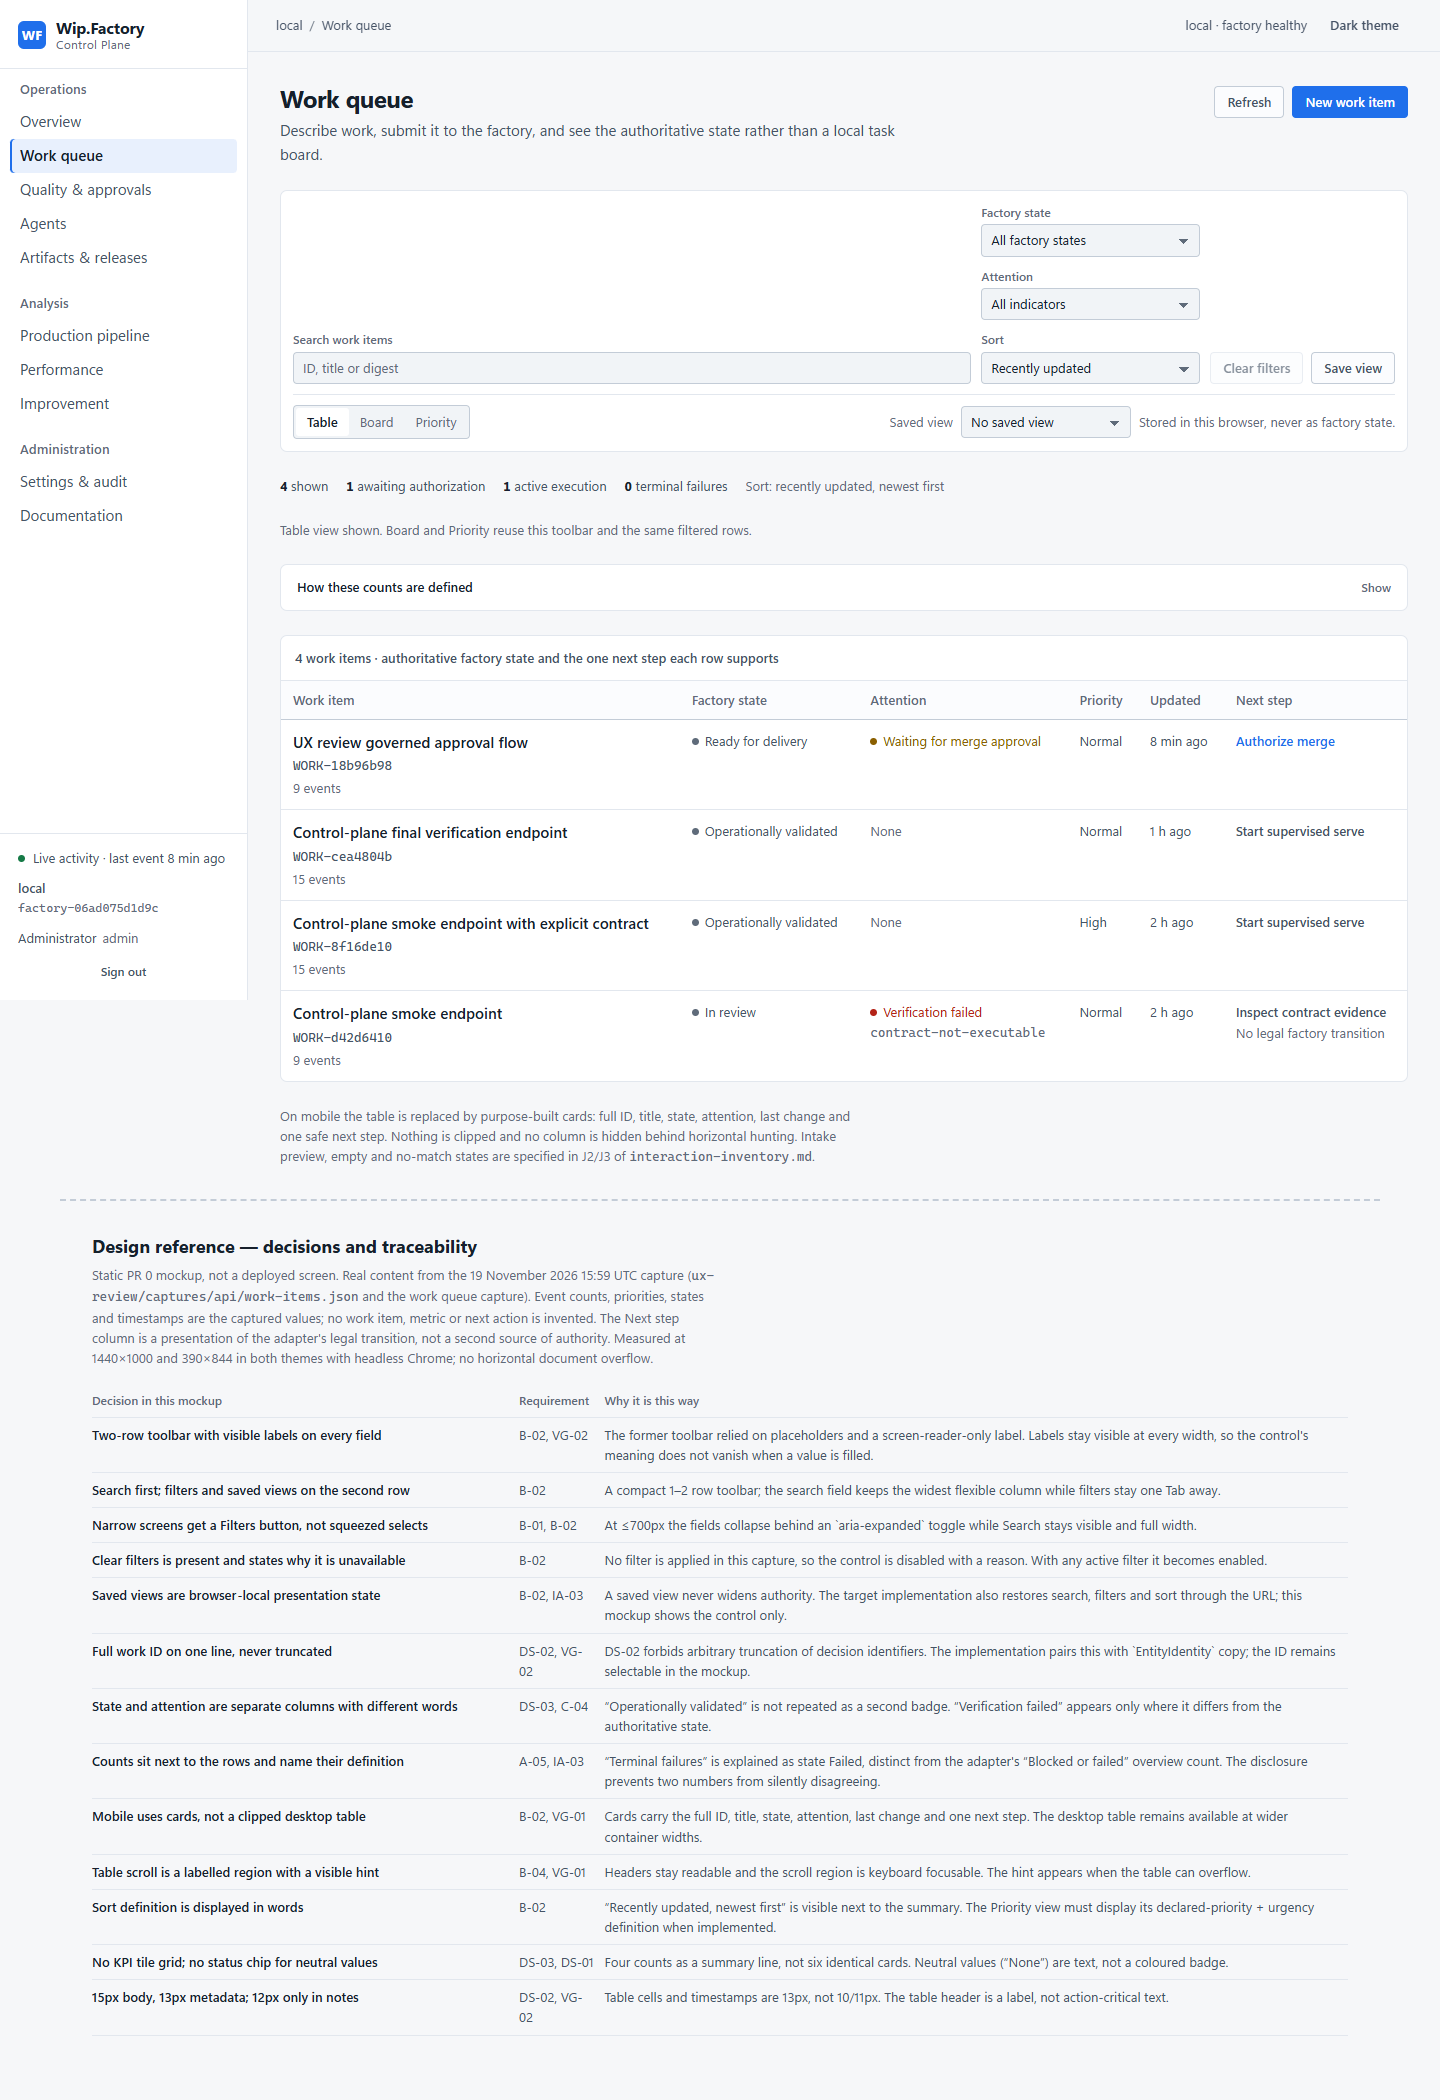 WF
Wip.Factory
Control Plane
Operations
Overview
Work queue
Quality & approvals
Agents
Artifacts & releases
Analysis
Production pipeline
Performance
Improvement
Administration
Settings & audit
Documentation
Live activity · last event 8 min ago
local
factory-06ad075d1d9c
Administrator admin
Sign out
local / Work queue
local · factory healthy
Dark theme
Work queue
Refresh
New work item
Describe work, submit it to the factory, and see the authoritative state rather than a local task
board.
Factory state
All factory states
Attention
All indicators
Search work items
ID, title or digest
Sort
Recently updated
Clear filters
Save view
Table Board Priority
Saved view
No saved view
Stored in this browser, never as factory state.
4 shown 1 awaiting authorization 1 active execution 0 terminal failures Sort: recently updated, newest first
Table view shown. Board and Priority reuse this toolbar and the same filtered rows.
How these counts are defined
Show
4 work items · authoritative factory state and the one next step each row supports
Work item Factory state Attention Priority Updated Next step
UX review governed approval flow Ready for delivery Waiting for merge approval Normal 8 min ago Authorize merge
WORK-18b96b98
9 events
Control-plane final verification endpoint Operationally validated None Normal 1 h ago Start supervised serve
WORK-cea4804b
15 events
Control-plane smoke endpoint with explicit contract Operationally validated None High 2 h ago Start supervised serve
WORK-8f16de10
15 events
Control-plane smoke endpoint In review Verification failed Normal 2 h ago Inspect contract evidence
WORK-d42d6410 contract-not-executable No legal factory transition
9 events
On mobile the table is replaced by purpose-built cards: full ID, title, state, attention, last change and
one safe next step. Nothing is clipped and no column is hidden behind horizontal hunting. Intake
preview, empty and no-match states are specified in J2/J3 of interaction-inventory.md.
Design reference — decisions and traceability
Static PR 0 mockup, not a deployed screen. Real content from the 19 November 2026 15:59 UTC capture (ux-
review/captures/api/work-items.json and the work queue capture). Event counts, priorities, states
and timestamps are the captured values; no work item, metric or next action is invented. The Next step
column is a presentation of the adapter's legal transition, not a second source of authority. Measured at
1440×1000 and 390×844 in both themes with headless Chrome; no horizontal document overflow.
Decision in this mockup Requirement Why it is this way
Two-row toolbar with visible labels on every field B-02, VG-02 The former toolbar relied on placeholders and a screen-reader-only label. Labels stay visible at every width, so the control's
meaning does not vanish when a value is filled.
Search first; filters and saved views on the second row B-02 A compact 1–2 row toolbar; the search field keeps the widest flexible column while filters stay one Tab away.
Narrow screens get a Filters button, not squeezed selects B-01, B-02 At ≤700px the fields collapse behind an `aria-expanded` toggle while Search stays visible and full width.
Clear filters is present and states why it is unavailable B-02 No filter is applied in this capture, so the control is disabled with a reason. With any active filter it becomes enabled.
Saved views are browser-local presentation state B-02, IA-03 A saved view never widens authority. The target implementation also restores search, filters and sort through the URL; this
mockup shows the control only.
Full work ID on one line, never truncated DS-02, VG- DS-02 forbids arbitrary truncation of decision identifiers. The implementation pairs this with `EntityIdentity` copy; the ID remains
02 selectable in the mockup.
State and attention are separate columns with different words DS-03, C-04 “Operationally validated” is not repeated as a second badge. “Verification failed” appears only where it differs from the
authoritative state.
Counts sit next to the rows and name their definition A-05, IA-03 “Terminal failures” is explained as state Failed, distinct from the adapter's “Blocked or failed” overview count. The disclosure
prevents two numbers from silently disagreeing.
Mobile uses cards, not a clipped desktop table B-02, VG-01 Cards carry the full ID, title, state, attention, last change and one next step. The desktop table remains available at wider
container widths.
Table scroll is a labelled region with a visible hint B-04, VG-01 Headers stay readable and the scroll region is keyboard focusable. The hint appears when the table can overflow.
Sort definition is displayed in words B-02 “Recently updated, newest first” is visible next to the summary. The Priority view must display its declared-priority + urgency
definition when implemented.
No KPI tile grid; no status chip for neutral values DS-03, DS-01 Four counts as a summary line, not six identical cards. Neutral values (“None”) are text, not a coloured badge.
15px body, 13px metadata; 12px only in notes DS-02, VG- Table cells and timestamps are 13px, not 10/11px. The table header is a label, not action-critical text.
02